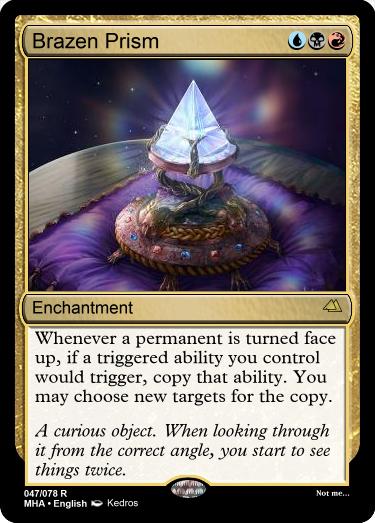 Brazen Prism
Enchantment
Whenever a permanent is turned face
up, if a triggered ability you control
would trigger, copy that ability. You
may choose new targets for the copy.
A curious object. When looking through
it from the correct angle, you start to see
things twice.
047/078 R
MHA • English Kedros
Not me...